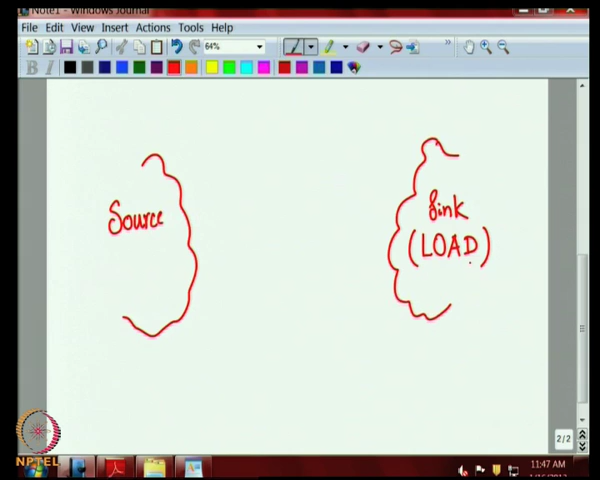 Note1 - Windows Journal
File Edit View Insert Actions Tools Help
64%
B I
Source
Sink
(LOAD)
2/2
NPTEL
11:47 AM